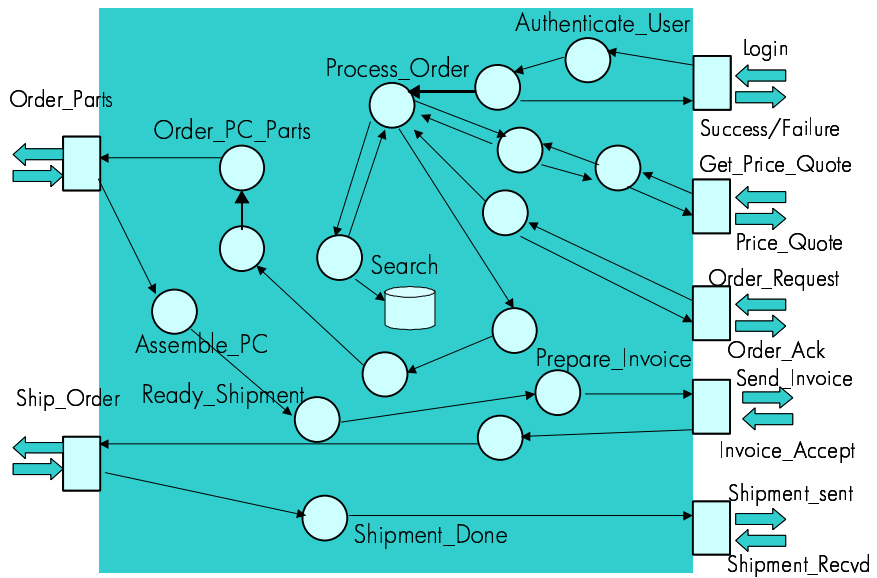 Authenticate_User
Login
Process_Order
Order_Parts
Order_PC_Parts
Success/Failure
Get_Price_Quote
Price_Quote
Search
Order_Request
Assemble_PC
Order_Ack
Prepare_Invoice
Send_Invoice
Ship_Order
Ready_Shipment
Invoice_Accept
Shipment_sent
Shipment_Done
Shipment_Recvd